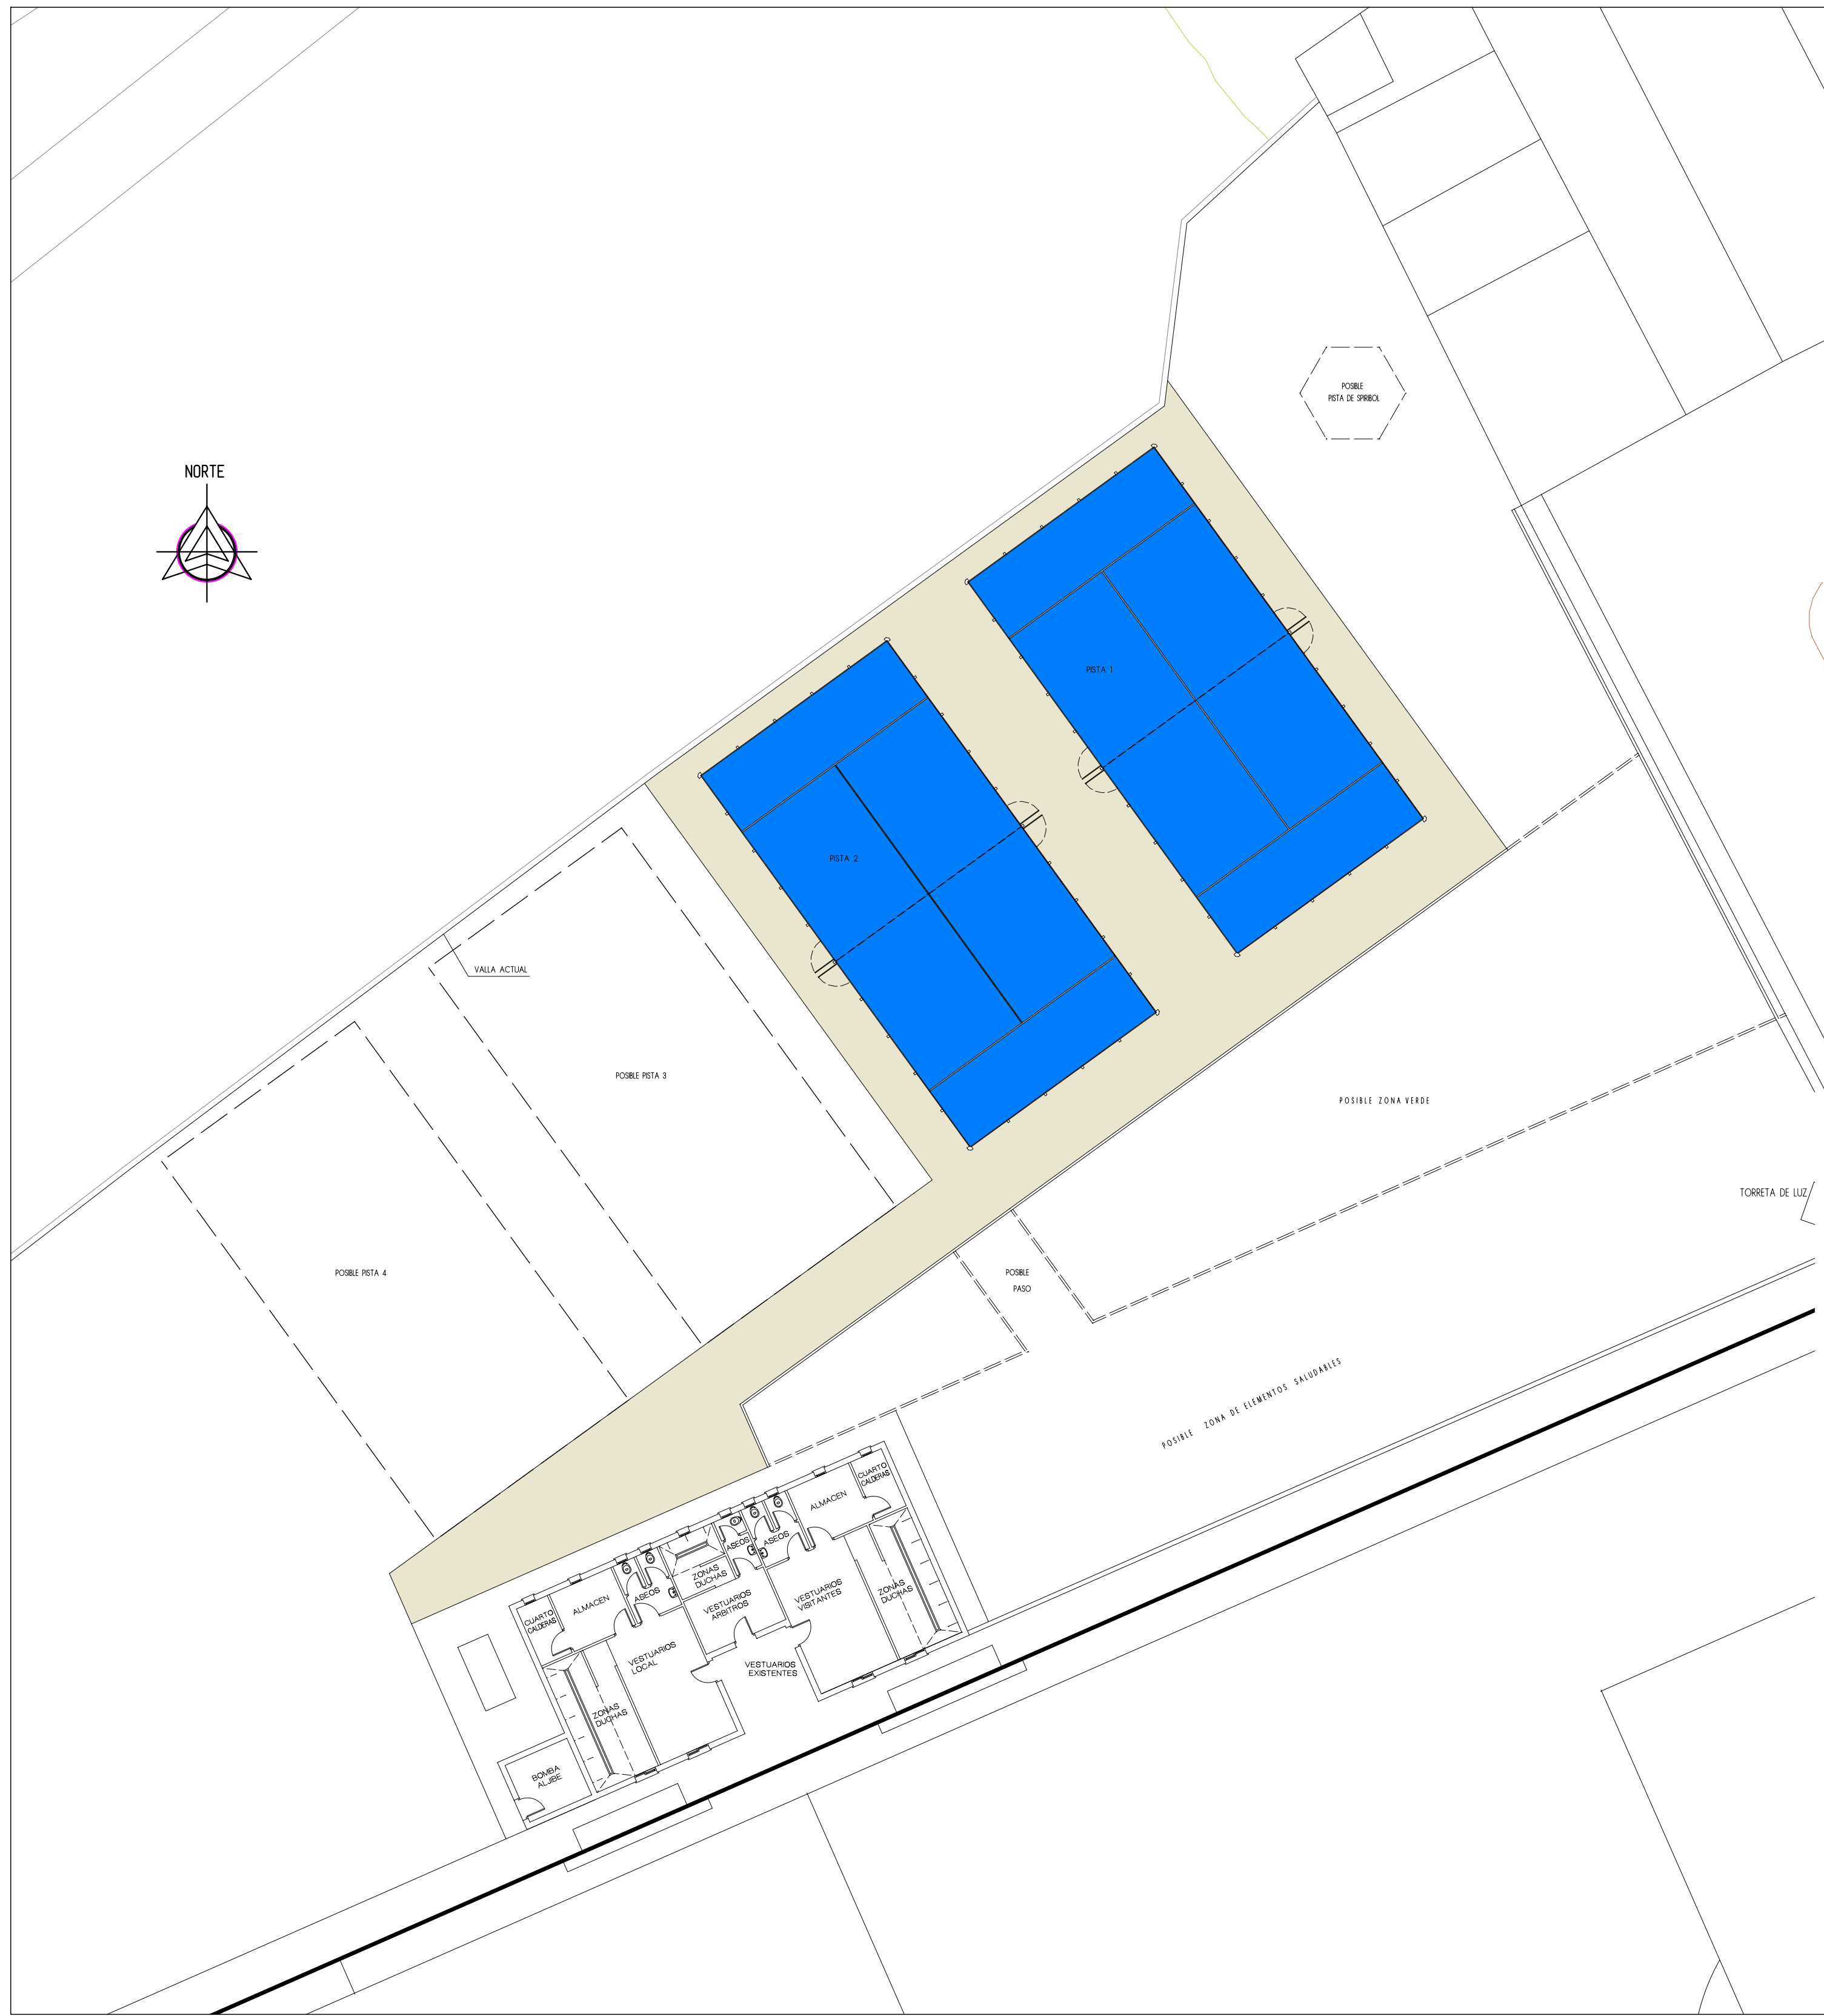 POSIBLE
PISTA DE SPIRIBOL
NORTE
PISTA 1
PISTA 2
VALLA ACTUAL
POSIBLE PISTA 3
POSIBLE ZONA VERDE
TORRETA DE LUZ
POSIBLE PISTA 4
POSIBLE
PASO
POSIBLE ZONA DE ELEMENTOS SALUDABLES
CUARTO
CALDERAS
ALMACEN
ASEOS
ASEOS
ZONAS
DUCHAS
VESTUARIOS
VISITANTES
ZONAS
DUCHAS
VESTUARIOS
ARBITROS
ASEOS
ALMACEN
CUARTO
CALDERAS
VESTUARIOS
LOCAL
VESTUARIOS
EXISTENTES
ZONAS
DUCHAS
BOMBA
ALJIBE